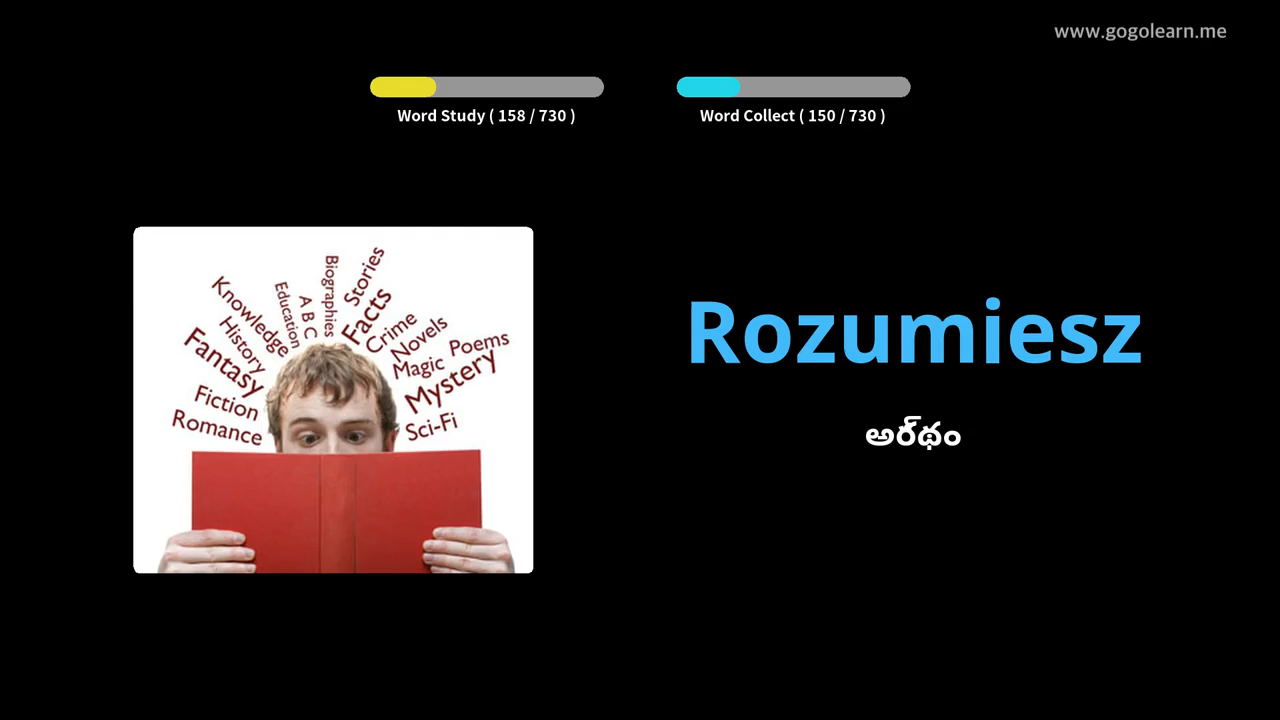 www.gogolearn.me
Word Study ( 158 / 730 )
Word Collect ( 150 / 730 )
Biographies
Stories
Education
A B C
Facts
Knowledge
Crime
History
Novels
Fantasy
Magic
Poems
Mystery
Fiction
Romance
Sci-Fi
Rozumiesz
అర్థం